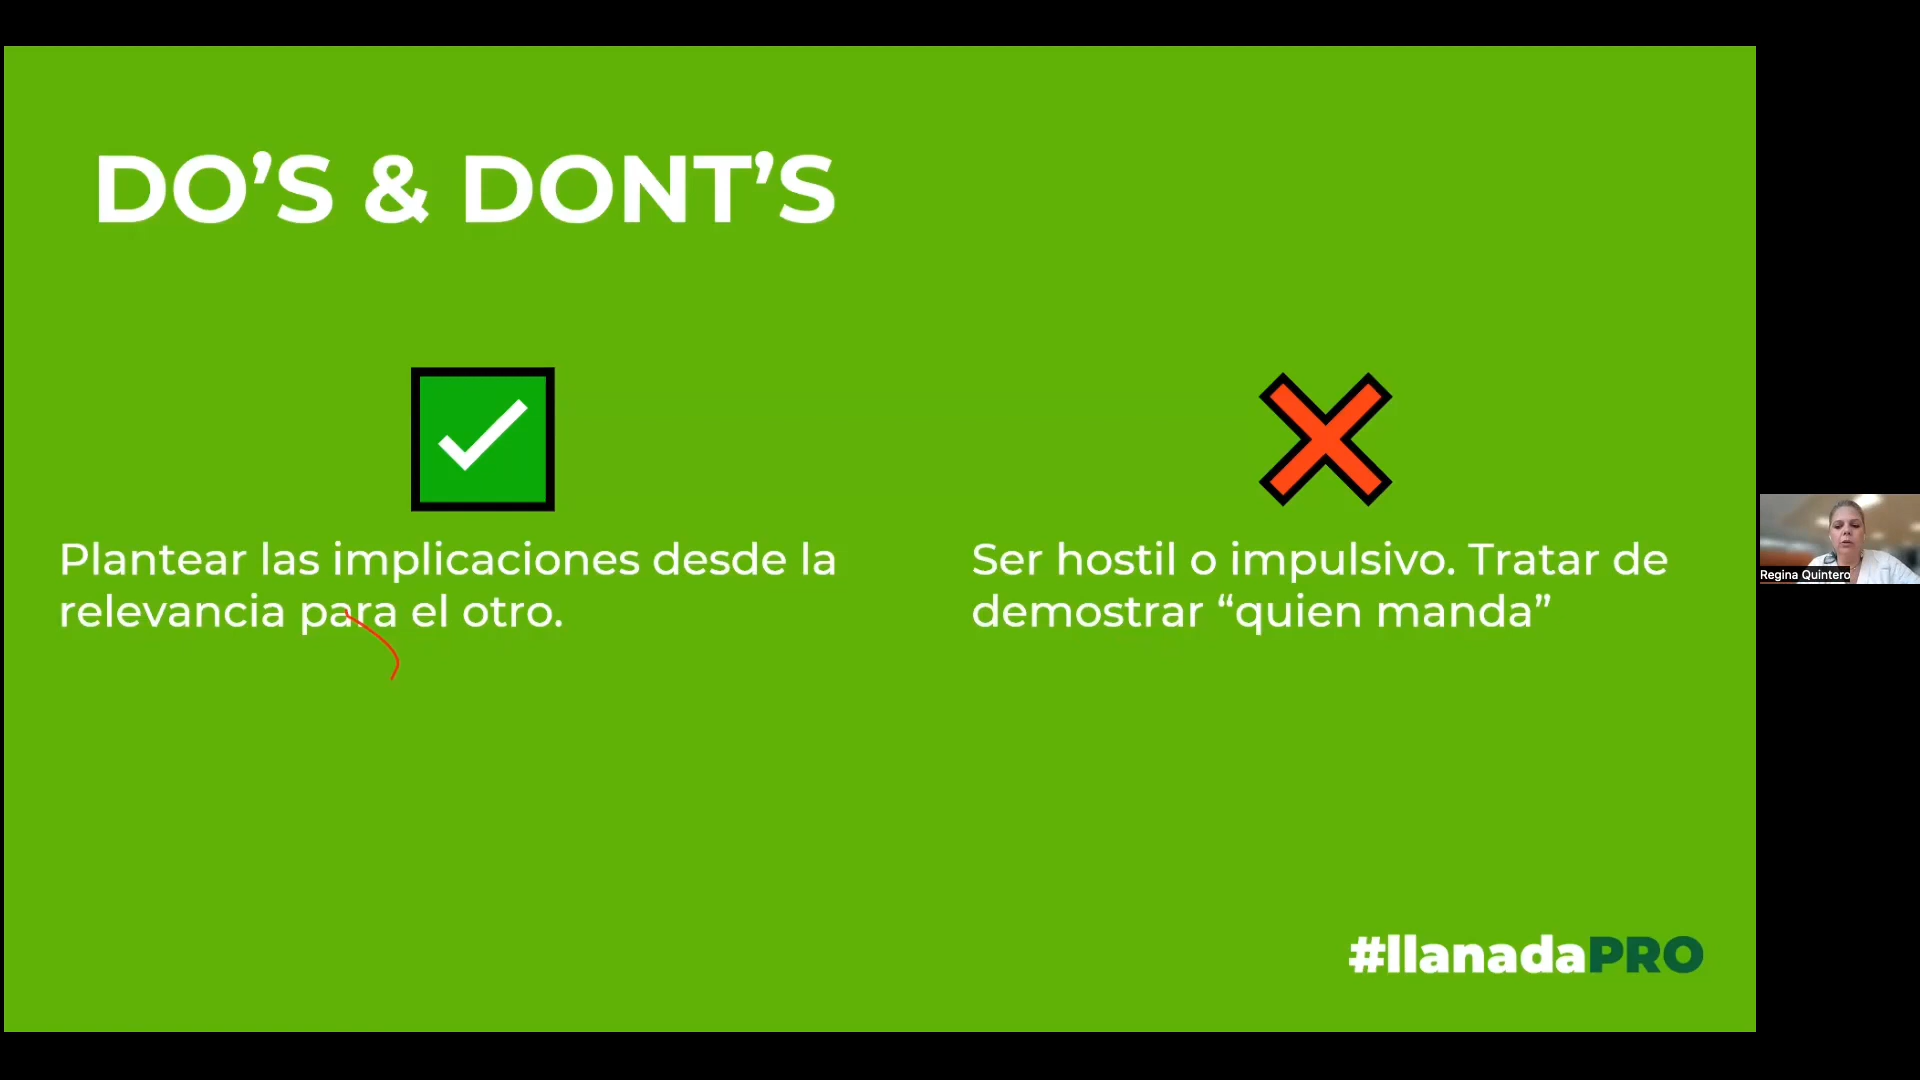 DO’S & DONT’S
Plantear las implicaciones desde la
relevancia para el otro.
Ser hostil o impulsivo. Tratar de
demostrar “quien manda”
#llanadaPRO
Regina Quintero